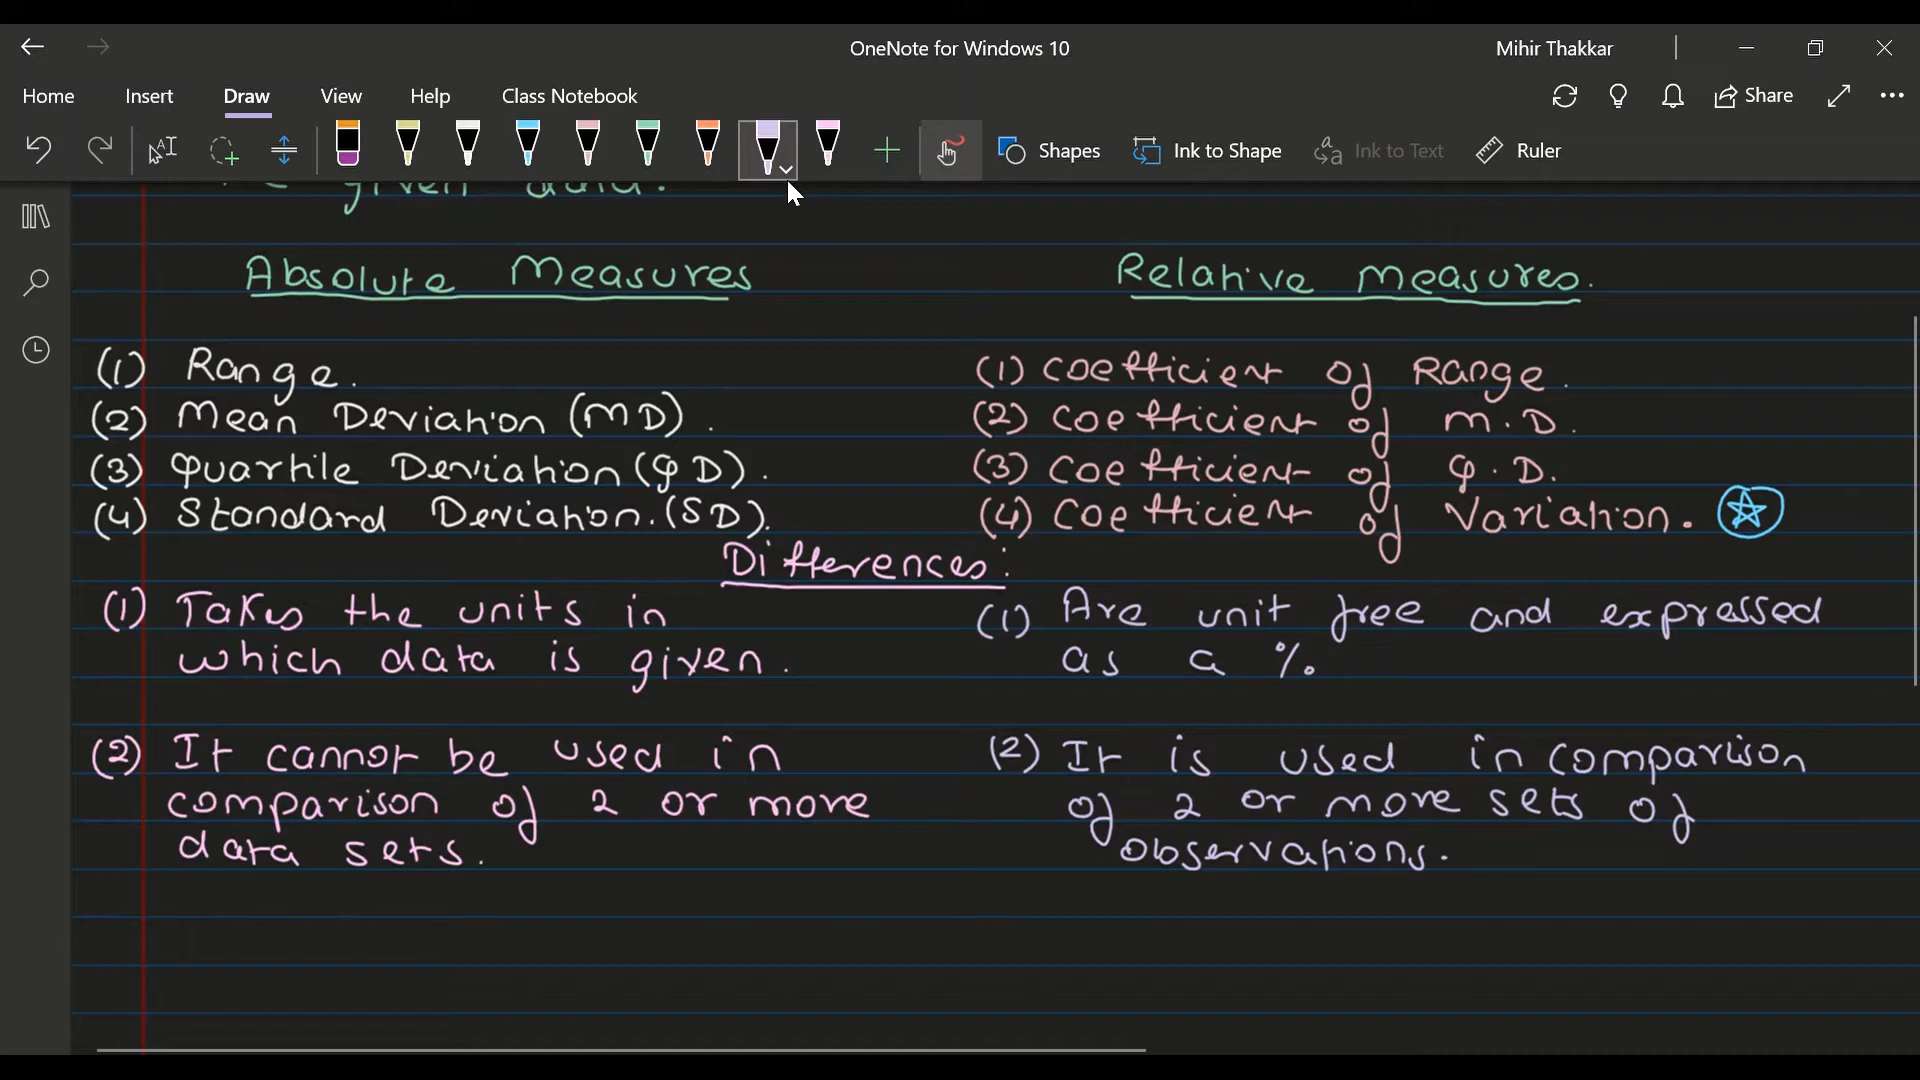 OneNote for Windows 10
Mihir Thakkar
Home Insert Draw View Help Class Notebook
Share
Shapes Ink to Shape Ink to Text Ruler
given data.
Absolute Measures
Relative Measures.
(1) Range.
(2) Mean Deviation (MD).
(3) Quartile Deviation (QD).
(4) Standard Deviation. (SD).
(1) Coefficient of Range.
(2) Coefficient of M.D.
(3) Coefficient of Q.D.
(4) Coefficient of Variation.
Differences:
(1) Takes the units in
which data is given.
(1) Are unit free and expressed
as a %
(2) It cannot be used in
comparison of 2 or more
data sets.
(2) It is used in comparison
of 2 or more sets of
observations.